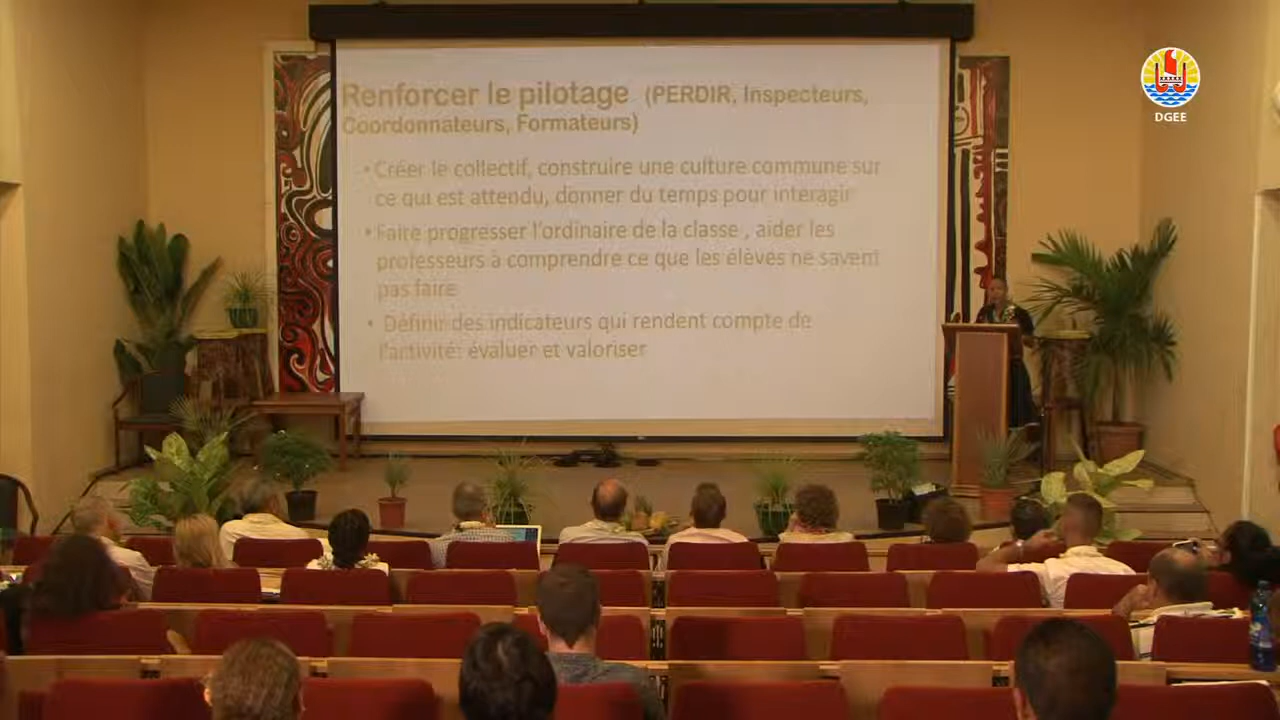 Renforcer le pilotage (PERDIR, Inspecteurs,
Coordonnateurs, Formateurs)
• Créer le collectif, construire une culture commune sur
ce qui est attendu, donner du temps pour interagir
• Faire progresser l'ordinaire de la classe , aider les
professeurs à comprendre ce que les élèves ne savent
pas faire
• Définir des indicateurs qui rendent compte de
l'activité: évaluer et valoriser
DGEE